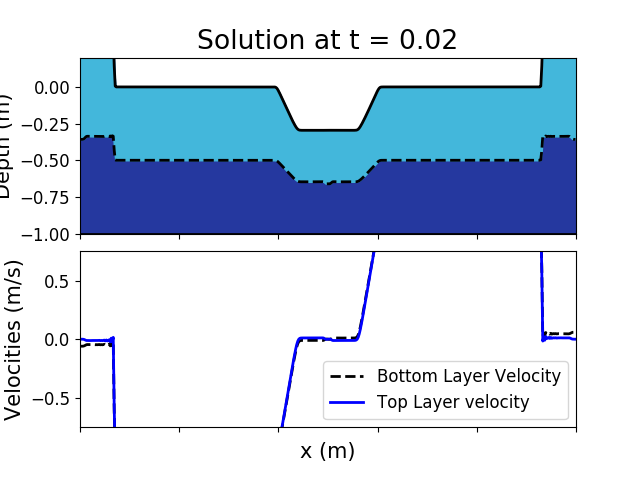 Solution at t = 0.02
Depth (m)
0.00
−0.25
−0.50
−0.75
−1.00
Velocities (m/s)
0.5
0.0
−0.5
Bottom Layer Velocity
Top Layer velocity
x (m)